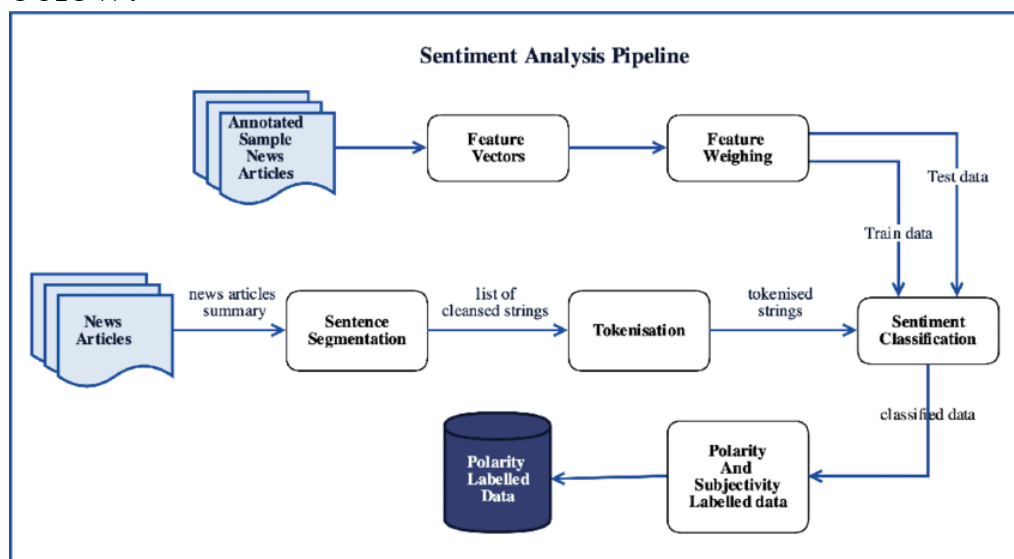 Sentiment Analysis Pipeline
Annotated
Sample
News
Articles
Feature
Vectors
Feature
Weighing
Test data
Train data
News
Articles
news articles
summary
Sentence
Segmentation
list of
cleansed strings
Tokenisation
tokenised
strings
Sentiment
Classification
classified data
Polarity
And
Subjectivity
Labelled data
Polarity
Labelled
Data